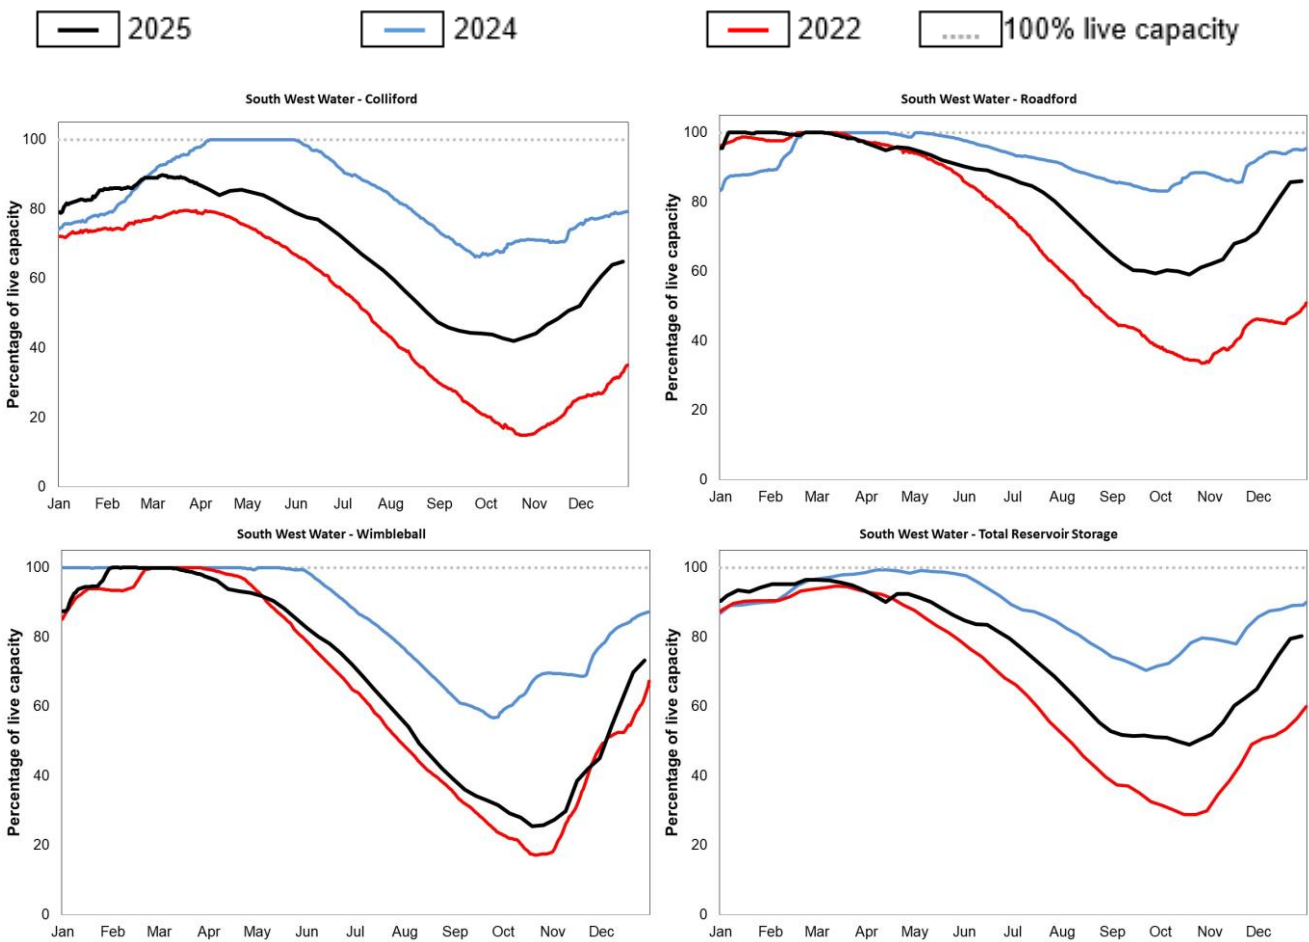 2025 2024 2022 100% live capacity
South West Water - Colliford
Percentage of live capacity
100
80
60
40
20
0
Jan Feb Mar Apr May Jun Jul Aug Sep Oct Nov Dec
South West Water - Roadford
Percentage of live capacity
100
80
60
40
20
0
Jan Feb Mar Apr May Jun Jul Aug Sep Oct Nov Dec
South West Water - Wimbleball
Percentage of live capacity
100
80
60
40
20
0
Jan Feb Mar Apr May Jun Jul Aug Sep Oct Nov Dec
South West Water - Total Reservoir Storage
Percentage of live capacity
100
80
60
40
20
0
Jan Feb Mar Apr May Jun Jul Aug Sep Oct Nov Dec